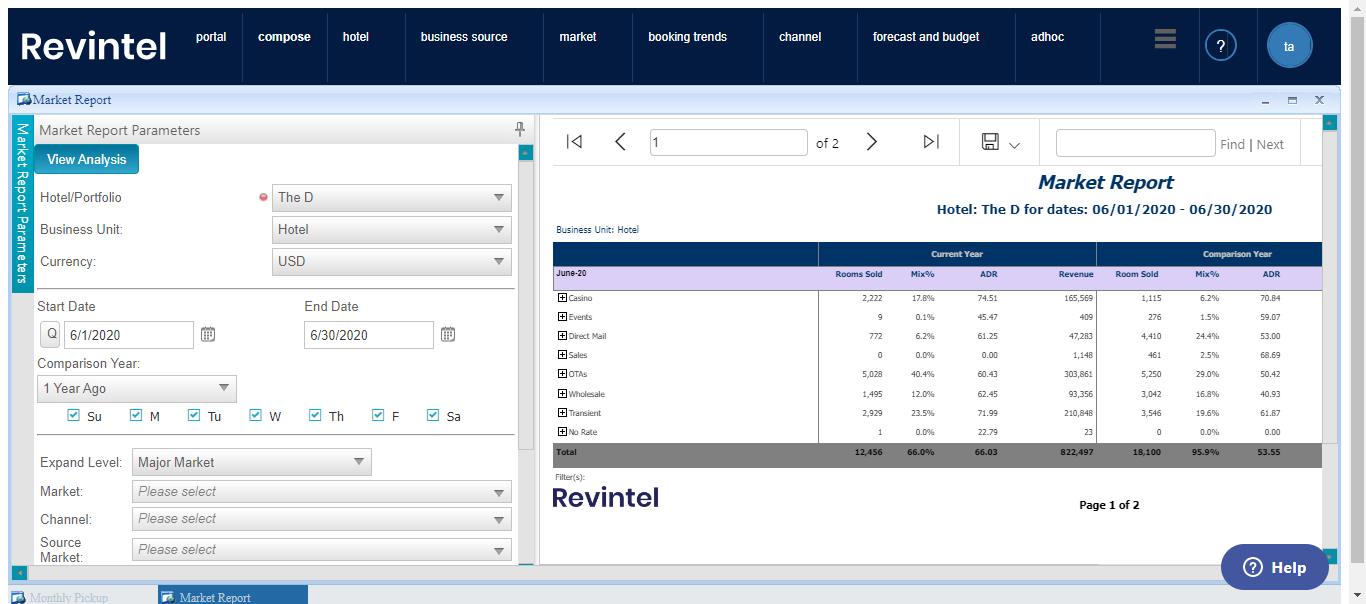 Revintel portal compose hotel business source market booking trends channel forecast and budget adhoc ? ta
Market Report
Market Report Parameters
Market Report Parameters
View Analysis
Hotel/Portfolio The D
Business Unit: Hotel
Currency: USD
Start Date End Date
Q 6/1/2020 6/30/2020
Comparison Year:
1 Year Ago
Su M Tu W Th F Sa
Expand Level: Major Market
Market: Please select
Channel: Please select
Source
Market: Please select
1 of 2 Find | Next
Market Report
Hotel: The D for dates: 06/01/2020 - 06/30/2020
Business Unit: Hotel
Current Year Comparison Year
June-20 Rooms Sold Mix% ADR Revenue Room Sold Mix% ADR
Casino 2,222 17.8% 74.51 165,569 1,115 6.2% 70.84
Events 9 0.1% 45.47 409 276 1.5% 59.07
Direct Mail 772 6.2% 61.25 47,283 4,410 24.4% 53.00
Sales 0 0.0% 0.00 1,148 461 2.5% 68.69
OTAs 5,028 40.4% 60.43 303,861 5,250 29.0% 50.42
Wholesale 1,495 12.0% 62.45 93,356 3,042 16.8% 40.93
Transient 2,929 23.5% 71.99 210,848 3,546 19.6% 61.87
No Rate 1 0.0% 22.79 23 0 0.0% 0.00
Total 12,456 66.0% 66.03 822,497 18,100 95.9% 53.55
Filter(s):
Revintel
Page 1 of 2
? Help
Monthly Pickup Market Report